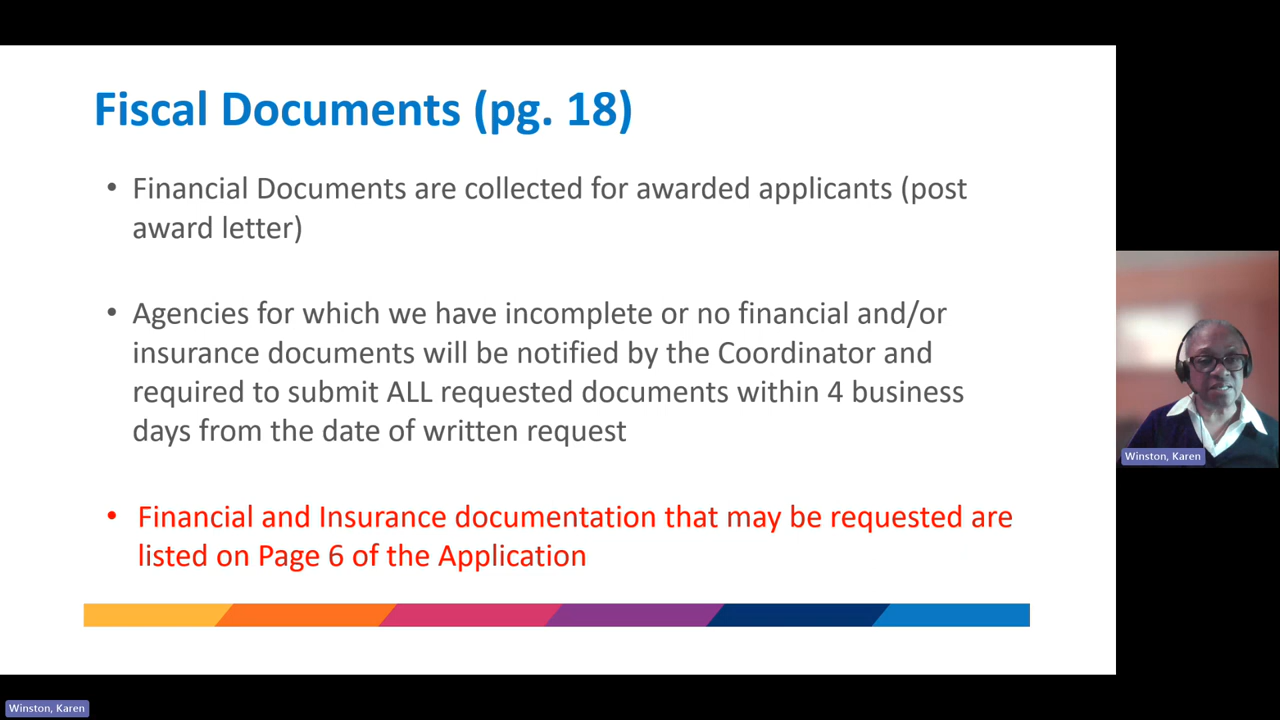 Fiscal Documents (pg. 18)
• Financial Documents are collected for awarded applicants (post
award letter)
• Agencies for which we have incomplete or no financial and/or
insurance documents will be notified by the Coordinator and
required to submit ALL requested documents within 4 business
days from the date of written request
• Financial and Insurance documentation that may be requested are
listed on Page 6 of the Application
Winston, Karen
Winston, Karen